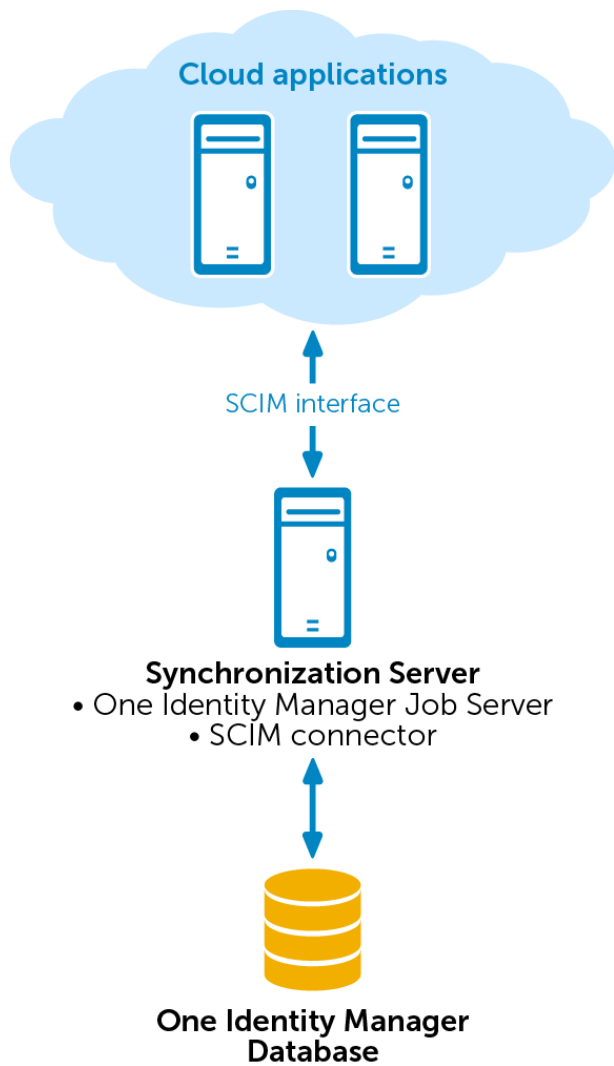 Cloud applications
SCIM interface
Synchronization Server
• One Identity Manager Job Server
• SCIM connector
One Identity Manager
Database